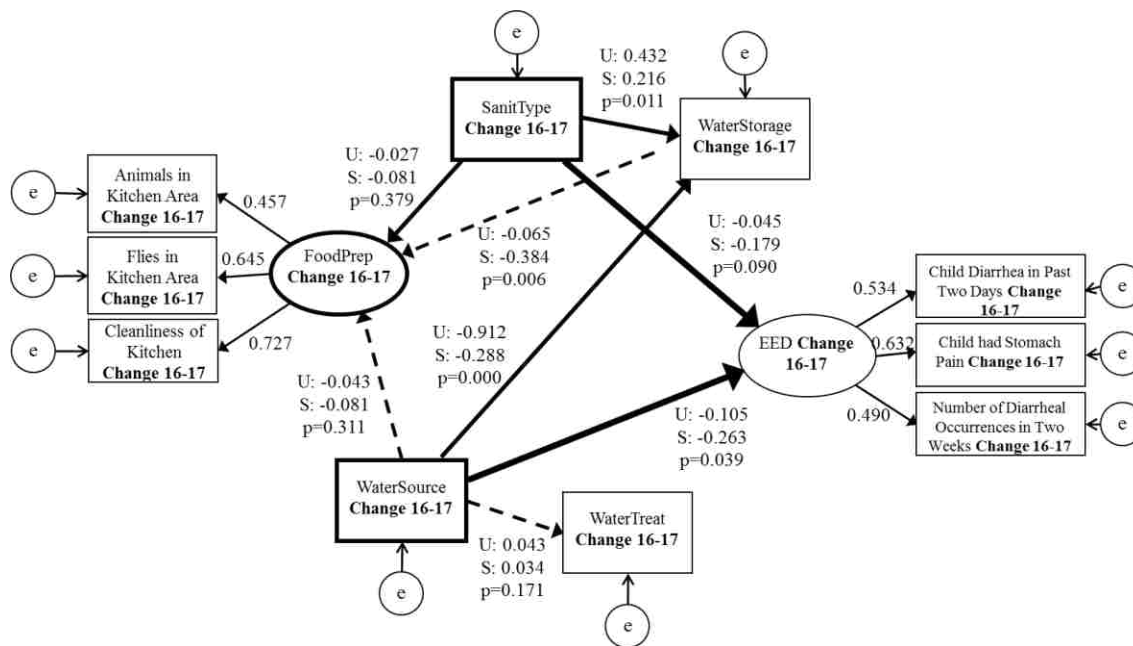 e
U: 0.432
S: 0.216
p=0.011
e
SanitType
Change 16-17
WaterStorage
Change 16-17
U: -0.027
S: -0.081
p=0.379
e
Animals in
Kitchen Area
Change 16-17
0.457
U: -0.065
S: -0.384
p=0.006
U: -0.045
S: -0.179
p=0.090
e
Flies in
Kitchen Area
Change 16-17
0.645
FoodPrep
Change 16-17
e
Cleanliness of
Kitchen
Change 16-17
0.727
U: -0.912
S: -0.288
p=0.000
EED Change
16-17
0.534
Child Diarrhea in Past
Two Days Change
16-17
e
0.632
Child had Stomach
Pain Change 16-17
e
0.490
Number of Diarrheal
Occurrences in Two
Weeks Change 16-17
e
U: -0.043
S: -0.081
p=0.311
U: -0.105
S: -0.263
p=0.039
WaterSource
Change 16-17
WaterTreat
Change 16-17
U: 0.043
S: 0.034
p=0.171
e
e